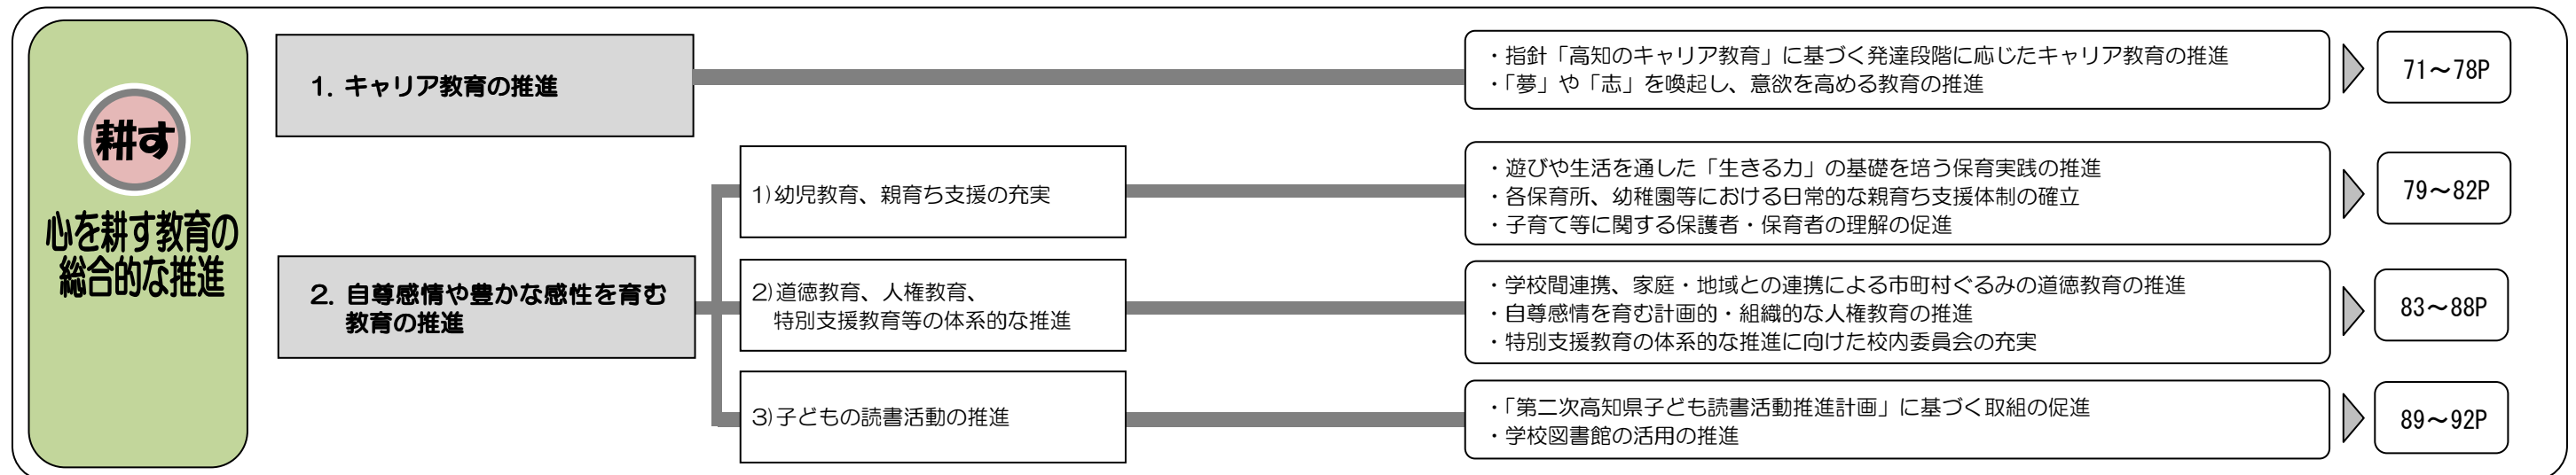 耕す
心を耕す教育の
総合的な推進
1. キャリア教育の推進
・指針「高知のキャリア教育」に基づく発達段階に応じたキャリア教育の推進
・「夢」や「志」を喚起し、意欲を高める教育の推進
71～78P
2. 自尊感情や豊かな感性を育む
教育の推進
1)幼児教育、親育ち支援の充実
・遊びや生活を通した「生きる力」の基礎を培う保育実践の推進
・各保育所、幼稚園等における日常的な親育ち支援体制の確立
・子育て等に関する保護者・保育者の理解の促進
79～82P
2)道徳教育、人権教育、
特別支援教育等の体系的な推進
・学校間連携、家庭・地域との連携による市町村ぐるみの道徳教育の推進
・自尊感情を育む計画的・組織的な人権教育の推進
・特別支援教育の体系的な推進に向けた校内委員会の充実
83～88P
3)子どもの読書活動の推進
・「第二次高知県子ども読書活動推進計画」に基づく取組の促進
・学校図書館の活用の推進
89～92P